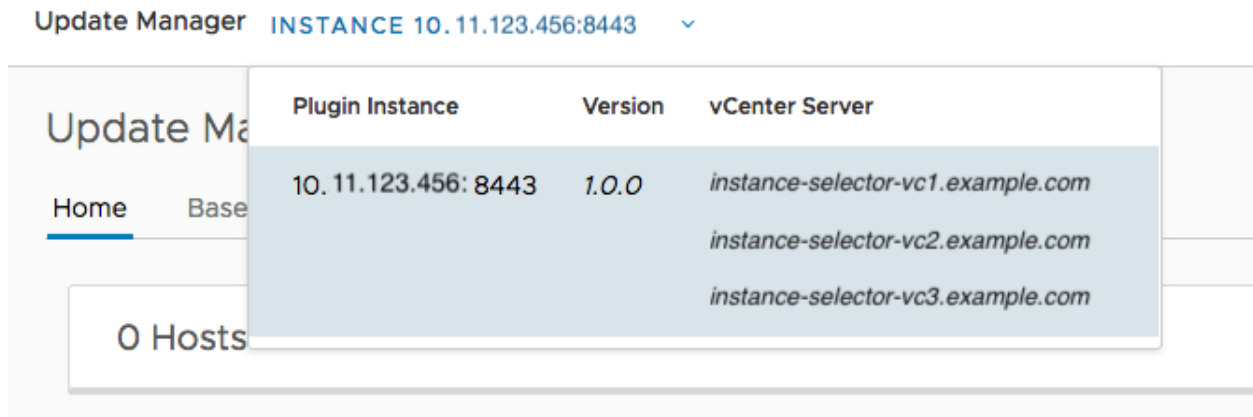 Update Manager INSTANCE 10. 11.123.456:8443
Plugin Instance Version vCenter Server
Update Ma
10. 11.123.456: 8443 1.0.0 instance-selector-vc1.example.com
Home Base
instance-selector-vc2.example.com
instance-selector-vc3.example.com
0 Hosts